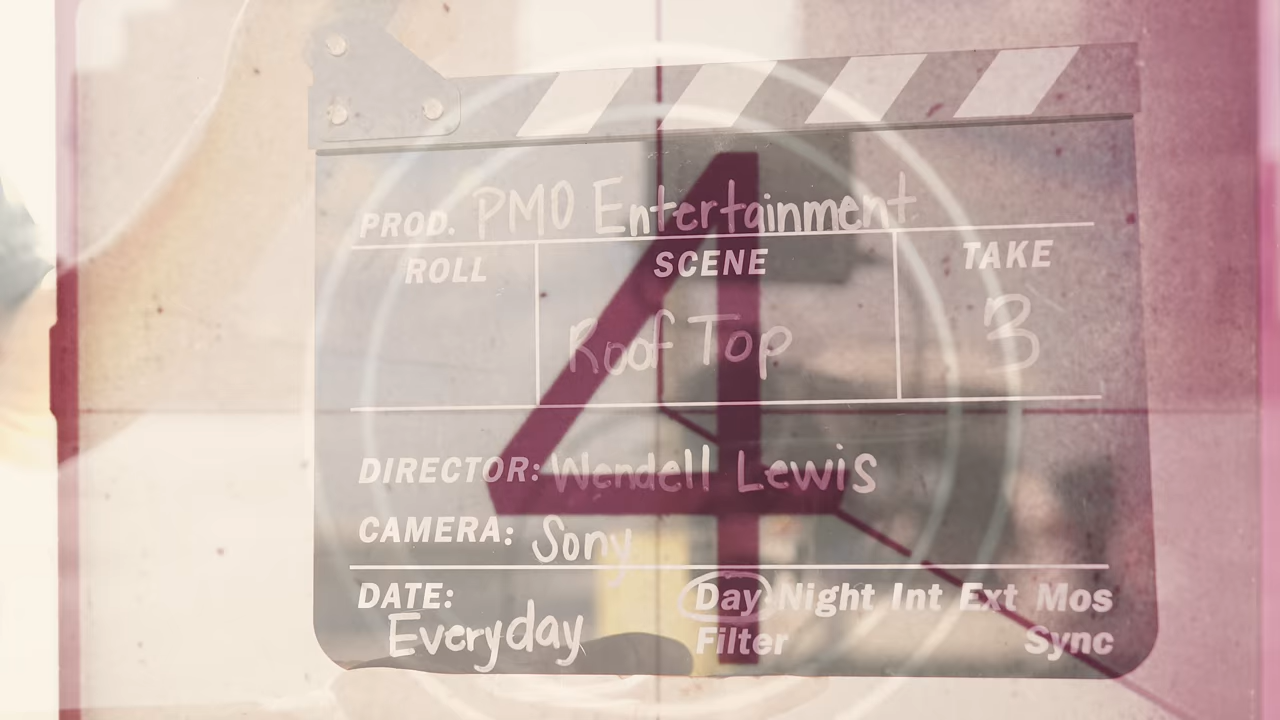 PROD. PMO Entertainment
ROLL SCENE TAKE
Roof Top 3
4
DIRECTOR: Wendell Lewis
CAMERA: Sony
DATE: Day Night Int Ext Mos
Everyday Filter Sync